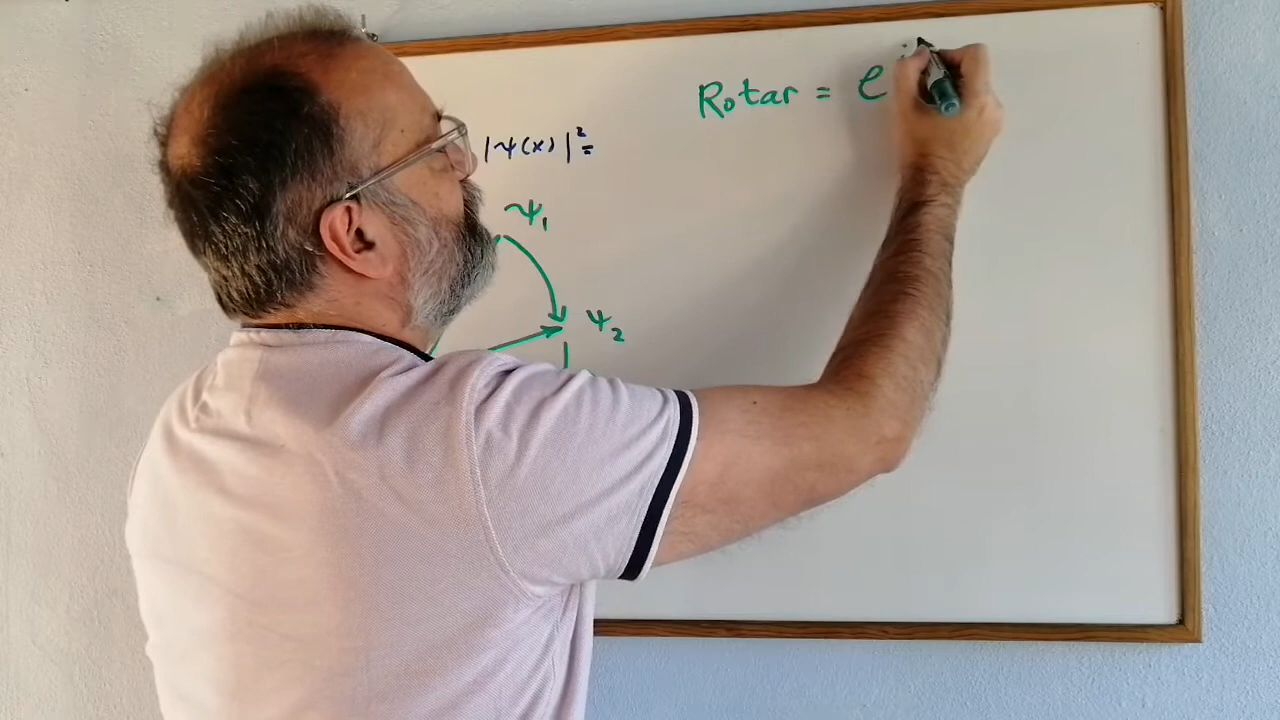 Rotar = e^i
|ψ(x)|² =
ψ₁
ψ₂